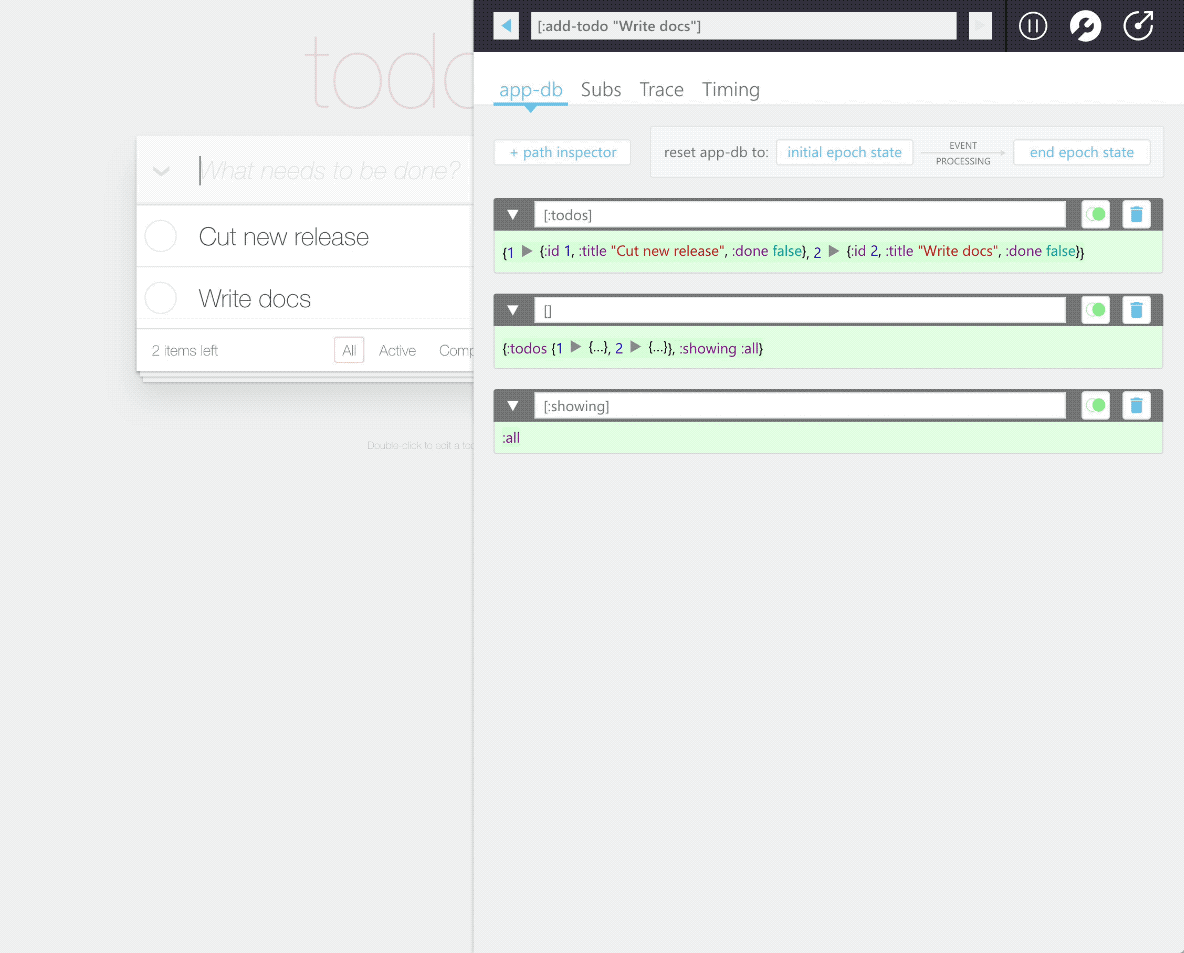 todo
What needs to be done?
Cut new release
Write docs
2 items left All Active Comp
Double-click to edit a to
[:add-todo "Write docs"]
app-db Subs Trace Timing
+ path inspector reset app-db to: initial epoch state EVENT PROCESSING end epoch state
[:todos]
{1 ▶ {:id 1, :title "Cut new release", :done false}, 2 ▶ {:id 2, :title "Write docs", :done false}}
[]
{:todos {1 ▶ {...}, 2 ▶ {...}}, :showing :all}
[:showing]
:all